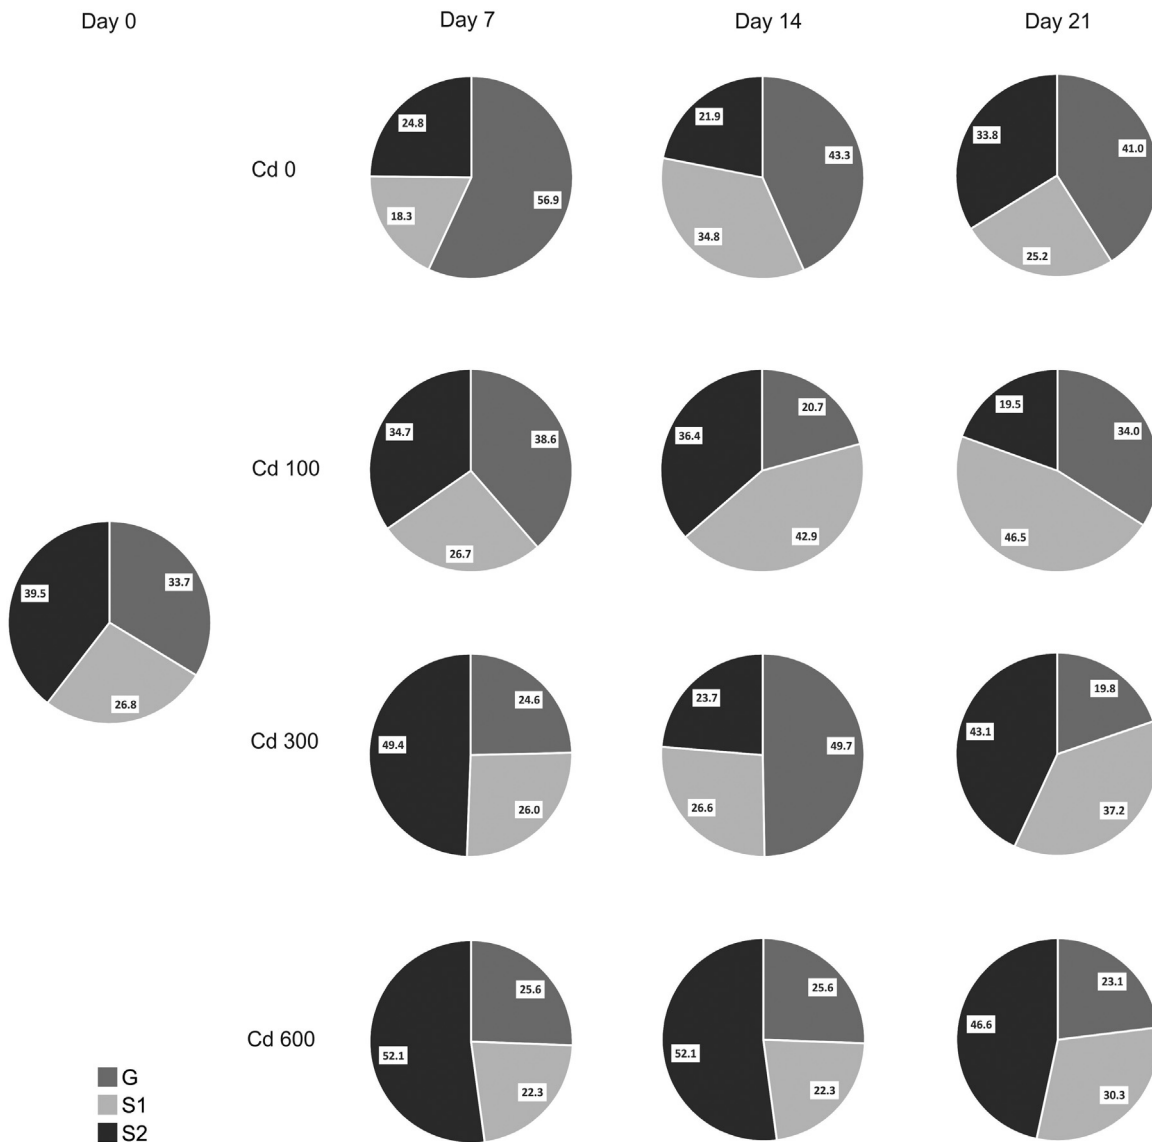 Day 0 Day 7 Day 14 Day 21
Cd 0
24.8 56.9 18.3
21.9 43.3 34.8
33.8 41.0 25.2
Cd 100
34.7 38.6 26.7
36.4 20.7 42.9
19.5 34.0 46.5
39.5 33.7 26.8
Cd 300
49.4 24.6 26.0
23.7 49.7 26.6
43.1 19.8 37.2
Cd 600
52.1 25.6 22.3
52.1 25.6 22.3
46.6 23.1 30.3
G
S1
S2